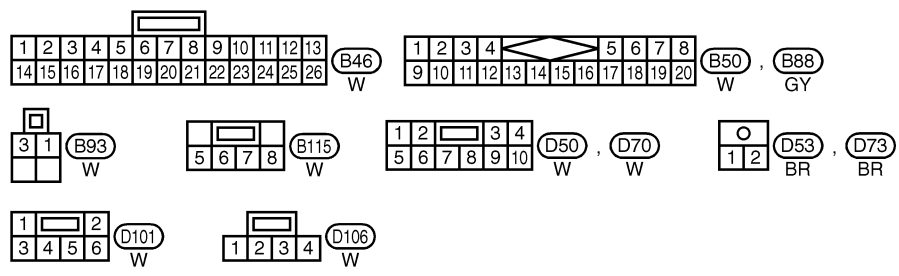 1 2 3 4 5 6 7 8 9 10 11 12 13
14 15 16 17 18 19 20 21 22 23 24 25 26
B46
W
1 2 3 4 5 6 7 8
9 10 11 12 13 14 15 16 17 18 19 20
B50 , B88
W GY
3 1
B93
W
5 6 7 8
B115
W
1 2 3 4
5 6 7 8 9 10
D50 , D70
W W
1 2
D53 , D73
BR BR
1 2
3 4 5 6
D101
W
1 2 3 4
D106
W